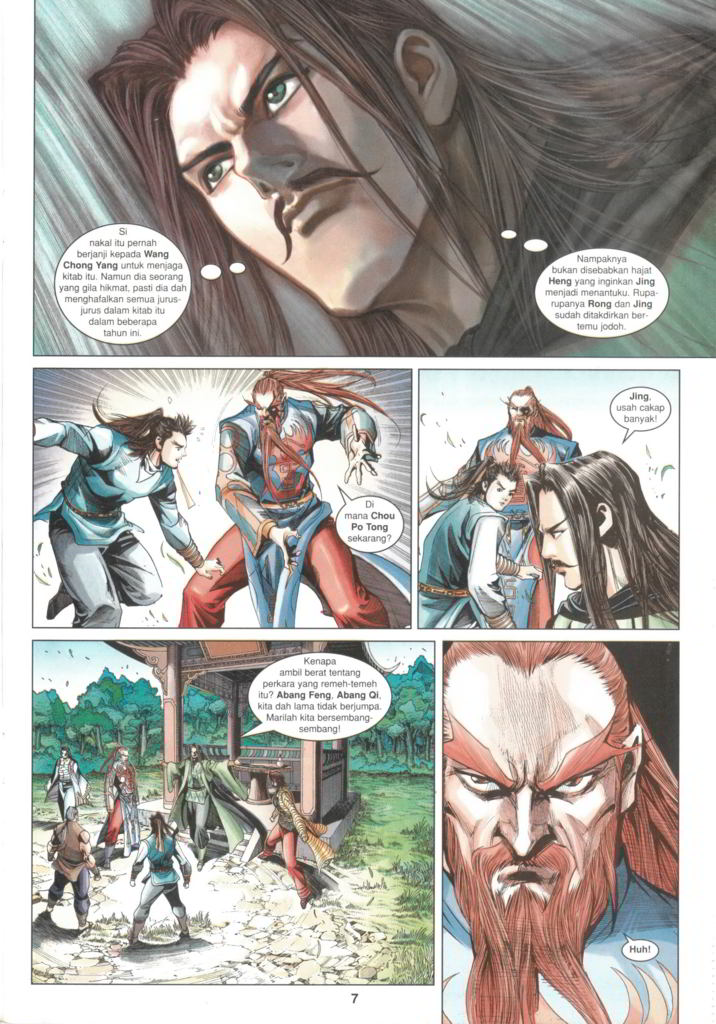 Si
nakal itu pernah
berjanji kepada Wang
Chong Yang untuk menjaga
kitab itu. Namun dia seorang
yang gila hikmat, pasti dia dah
menghafalkan semua jurus-
jurus dalam kitab itu
dalam beberapa
tahun ini.
Nampaknya
bukan disebabkan hajat
Heng yang inginkan Jing
menjadi menantuku. Rupa-
rupanya Rong dan Jing
sudah ditakdirkan ber-
temu jodoh.
Di
mana Chou
Po Tong
sekarang?
Jing,
usah cakap
banyak!
Kenapa
ambil berat tentang
perkara yang remeh-temeh
itu? Abang Feng, Abang Qi,
kita dah lama tidak berjumpa.
Marilah kita bersembang-
sembang!
Huh!
7